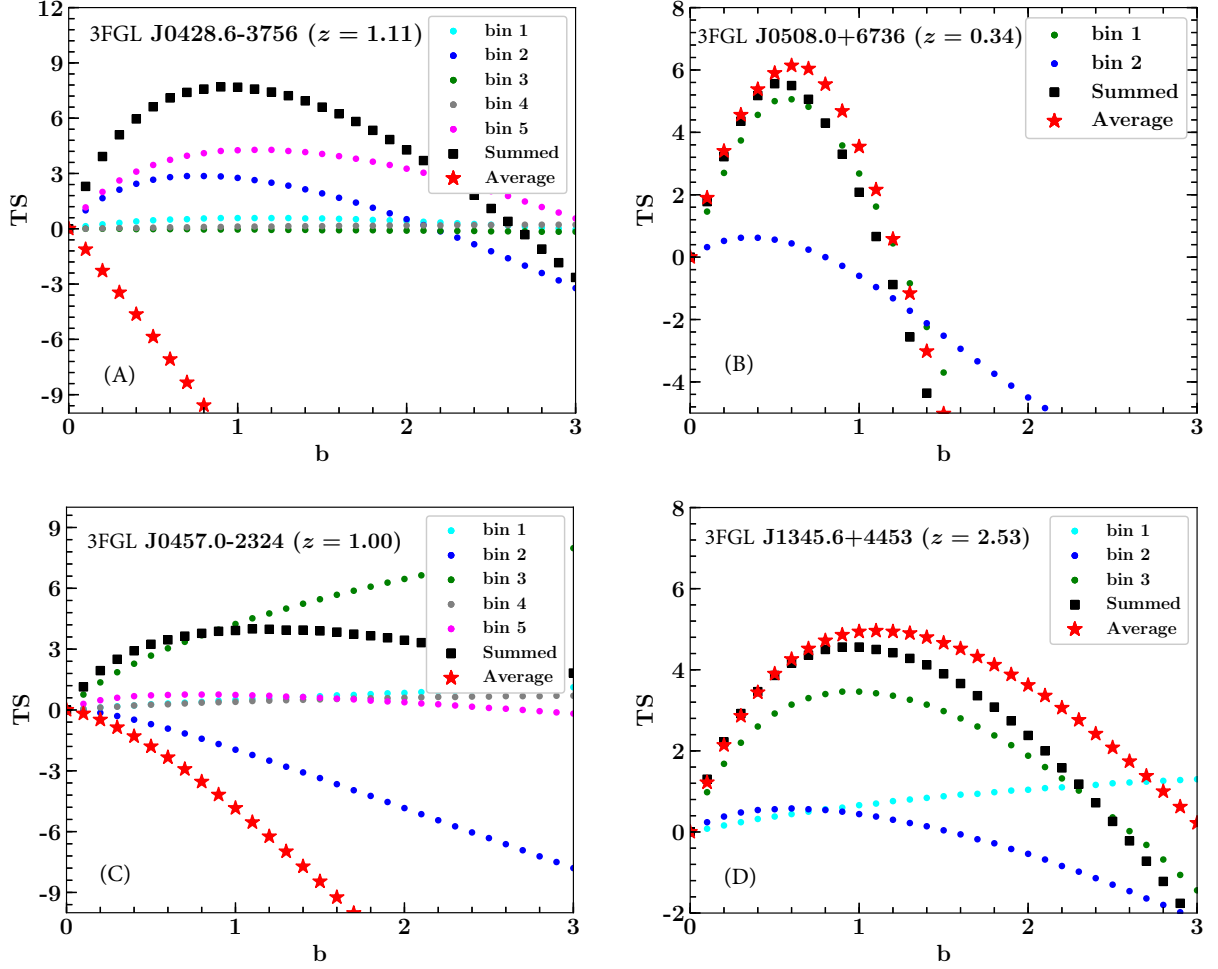 3FGL J0428.6-3756 (z = 1.11)
bin 1
bin 2
bin 3
bin 4
bin 5
Summed
Average
12
9
6
3
0
-3
-6
-9
TS
(A)
0 1 2 3
b
3FGL J0508.0+6736 (z = 0.34)
bin 1
bin 2
Summed
Average
8
6
4
2
0
-2
-4
TS
(B)
0 1 2 3
b
3FGL J0457.0-2324 (z = 1.00)
bin 1
bin 2
bin 3
bin 4
bin 5
Summed
Average
9
6
3
0
-3
-6
-9
TS
(C)
0 1 2 3
b
3FGL J1345.6+4453 (z = 2.53)
bin 1
bin 2
bin 3
Summed
Average
8
6
4
2
0
-2
TS
(D)
0 1 2 3
b